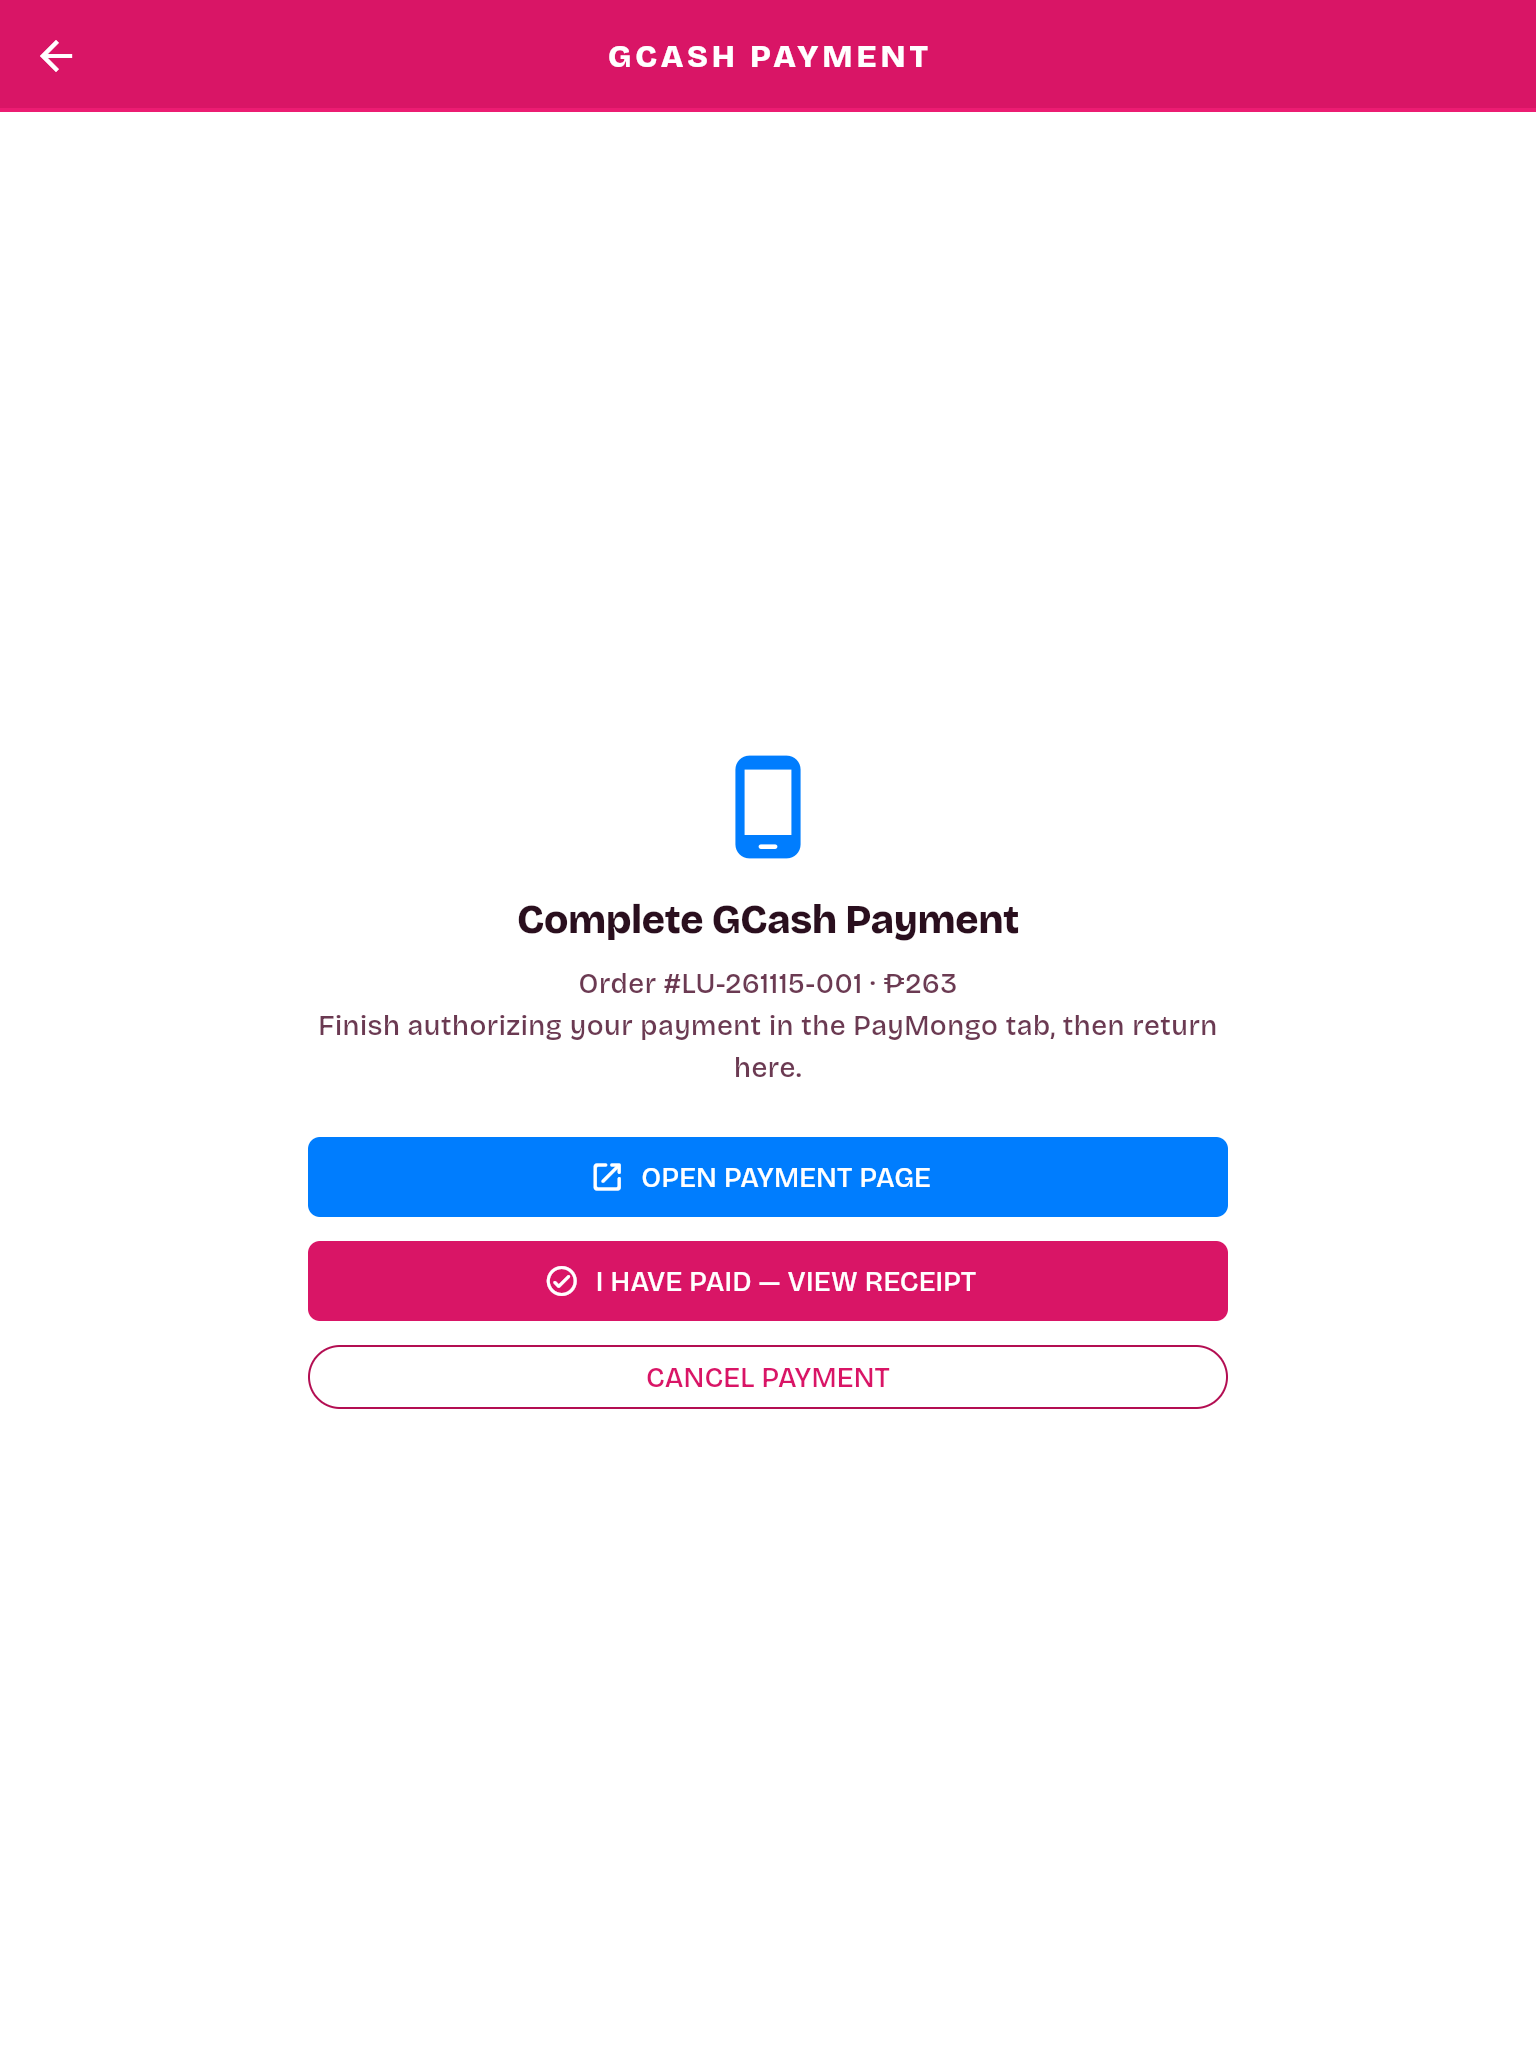 GCASH PAYMENT
Complete GCash Payment
Order #LU-261115-001 · ₱263
Finish authorizing your payment in the PayMongo tab, then return
here.
OPEN PAYMENT PAGE
I HAVE PAID — VIEW RECEIPT
CANCEL PAYMENT